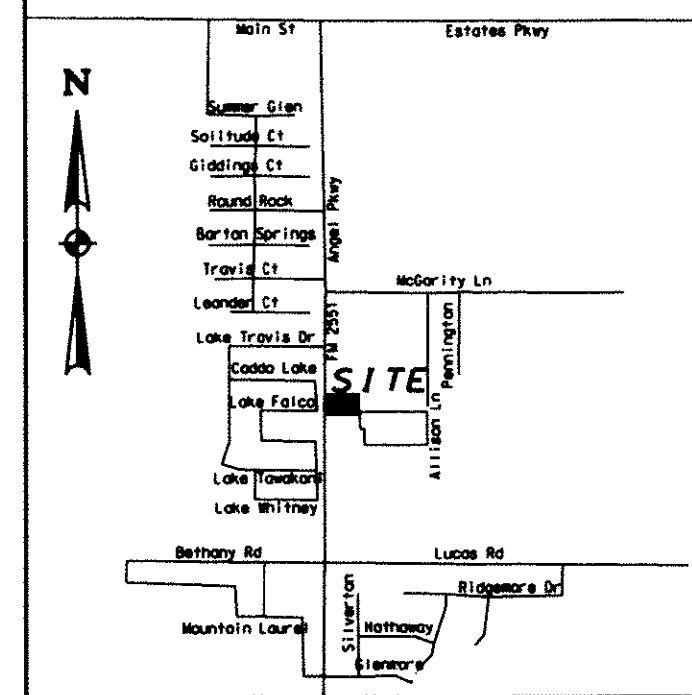 Main St
Estates Pkwy
N
Summer Glen
Solitude Ct
Giddings Ct
Round Rock
Angel Pkwy
Barton Springs
Travis Ct
McGarity Ln
Leander Ct
FM 2551
Pennington
Lake Travis Dr
Caddo Lake
SITE
Lake Falcon
Allison Ln
Lake Tawakoni
Lake Whitney
Bethany Rd
Lucas Rd
Silverton
Ridgemore Dr
Mountain Laurel
Hathaway
Glenmore